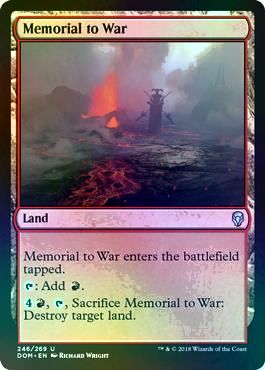 Memorial to War
Land
Memorial to War enters the battlefield
tapped.
: Add .
4 , , Sacrifice Memorial to War:
Destroy target land.
246/269 U
DOM • EN Richard Wright
™ & © 2018 Wizards of the Coast